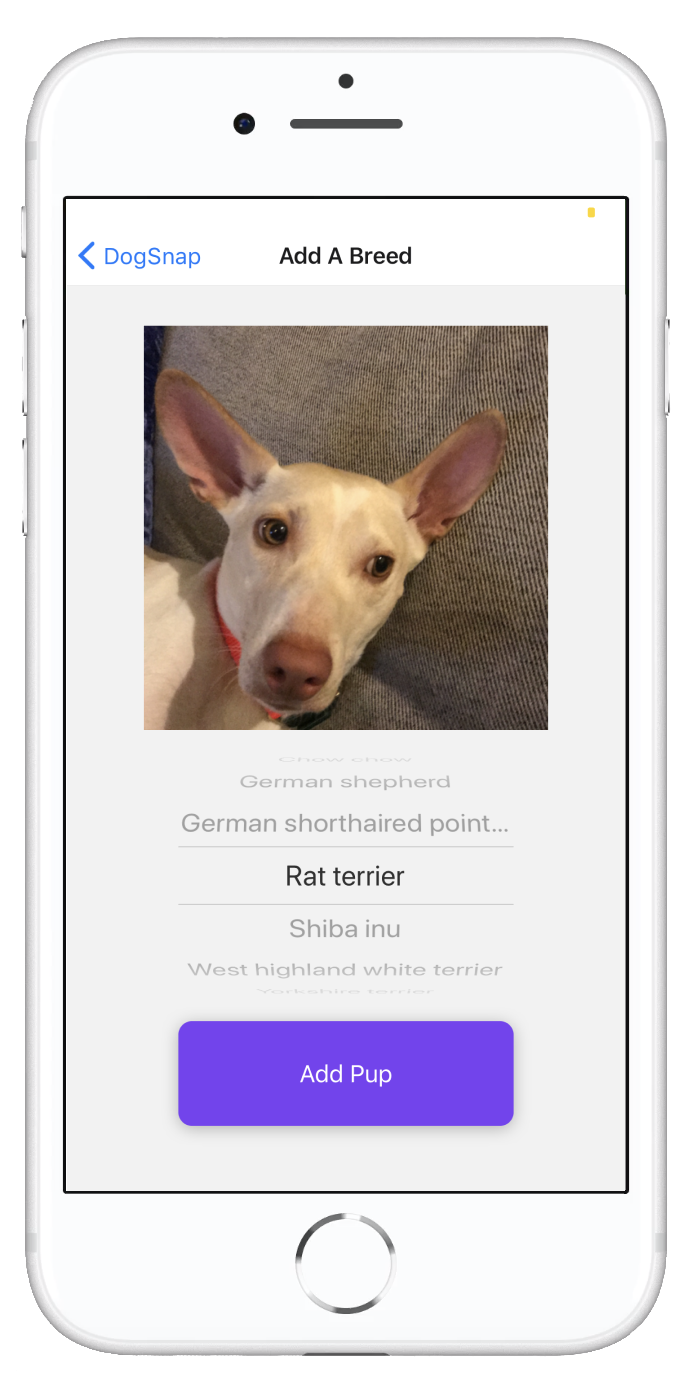 DogSnap
Add A Breed
Chow chow
German shepherd
German shorthaired point...
Rat terrier
Shiba inu
West highland white terrier
Yorkshire terrier
Add Pup